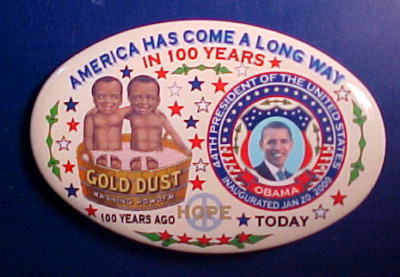 AMERICA HAS COME A LONG WAY
IN 100 YEARS
GOLD DUST
WASHING POWDER
100 YEARS AGO
HOPE
44TH PRESIDENT OF THE UNITED STATES
OBAMA
INAUGURATED JAN 20, 2009
TODAY